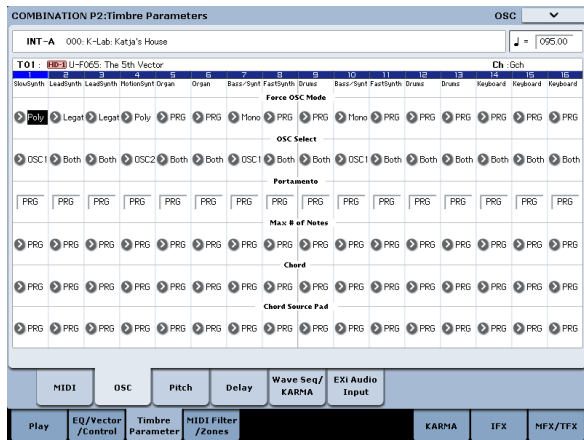 COMBINATION P2:Timbre Parameters OSC
INT-A 000: K-Lab: Katja's House ♩= 095.00
T01: HD-1 U-F065: The 5th Vector Ch:Gch
1 2 3 4 5 6 7 8 9 10 11 12 13 14 15 16
SlowSynth LeadSynth LeadSynth MotionSynt Organ Organ Bass/Synt FastSynth Drums Bass/Synt FastSynth Drums Drums Keyboard Keyboard Keyboard
Force OSC Mode
Poly Legat Legat Poly PRG PRG Mono PRG PRG Mono PRG PRG PRG PRG PRG PRG
OSC Select
OSC1 Both Both OSC2 Both Both OSC1 Both Both OSC1 Both Both Both Both Both Both
Portamento
PRG PRG PRG PRG PRG PRG PRG PRG PRG PRG PRG PRG PRG PRG PRG PRG
Max # of Notes
PRG PRG PRG PRG PRG PRG PRG PRG PRG PRG PRG PRG PRG PRG PRG PRG
Chord
PRG PRG PRG PRG PRG PRG PRG PRG PRG PRG PRG PRG PRG PRG PRG PRG
Chord Source Pad
PRG PRG PRG PRG PRG PRG PRG PRG PRG PRG PRG PRG PRG PRG PRG PRG
MIDI OSC Pitch Delay Wave Seq/ KARMA EXi Audio Input
Play EQ/Vector /Control Timbre Parameter MIDI Filter /Zones KARMA IFX MFX/TFX